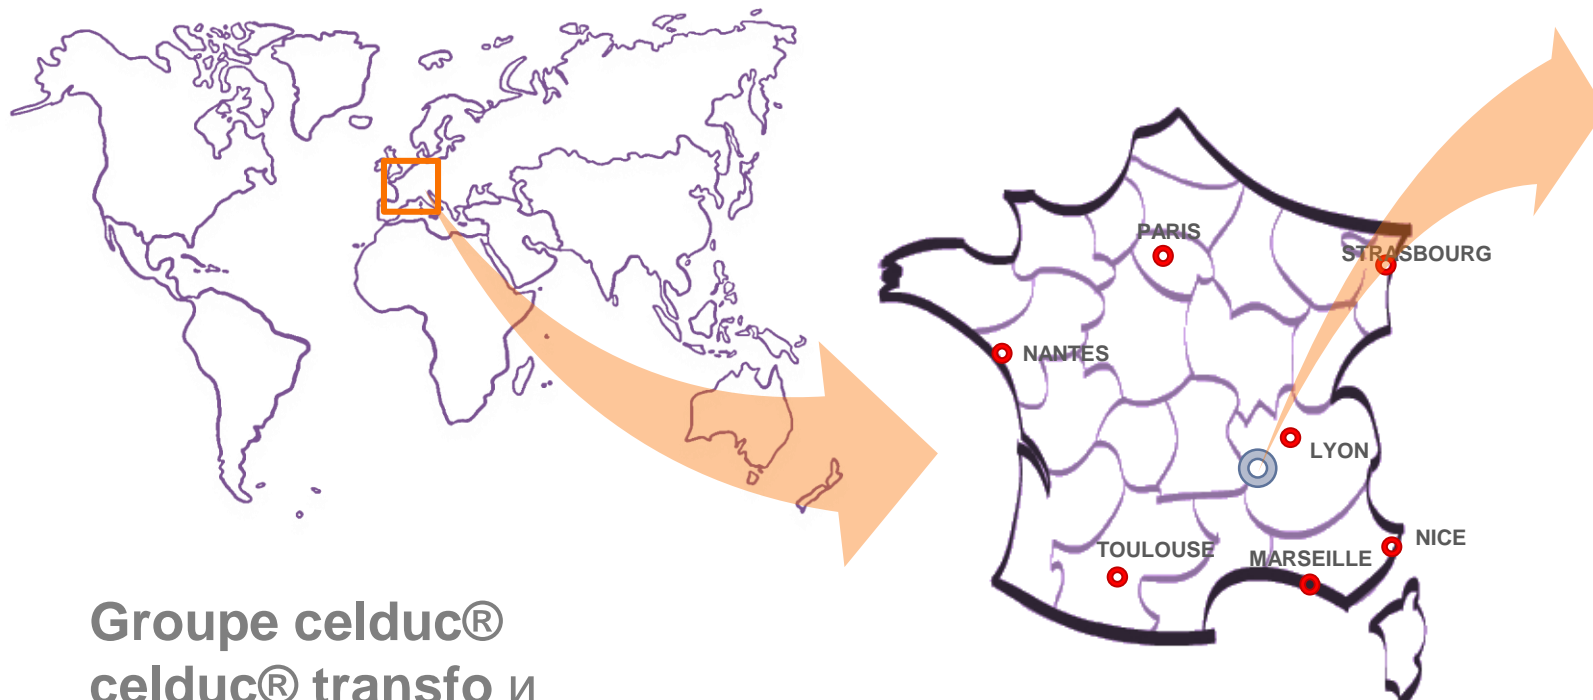 PARIS
STRASBOURG
NANTES
LYON
TOULOUSE
MARSEILLE
NICE
Groupe celduc®
celduc® transfo и